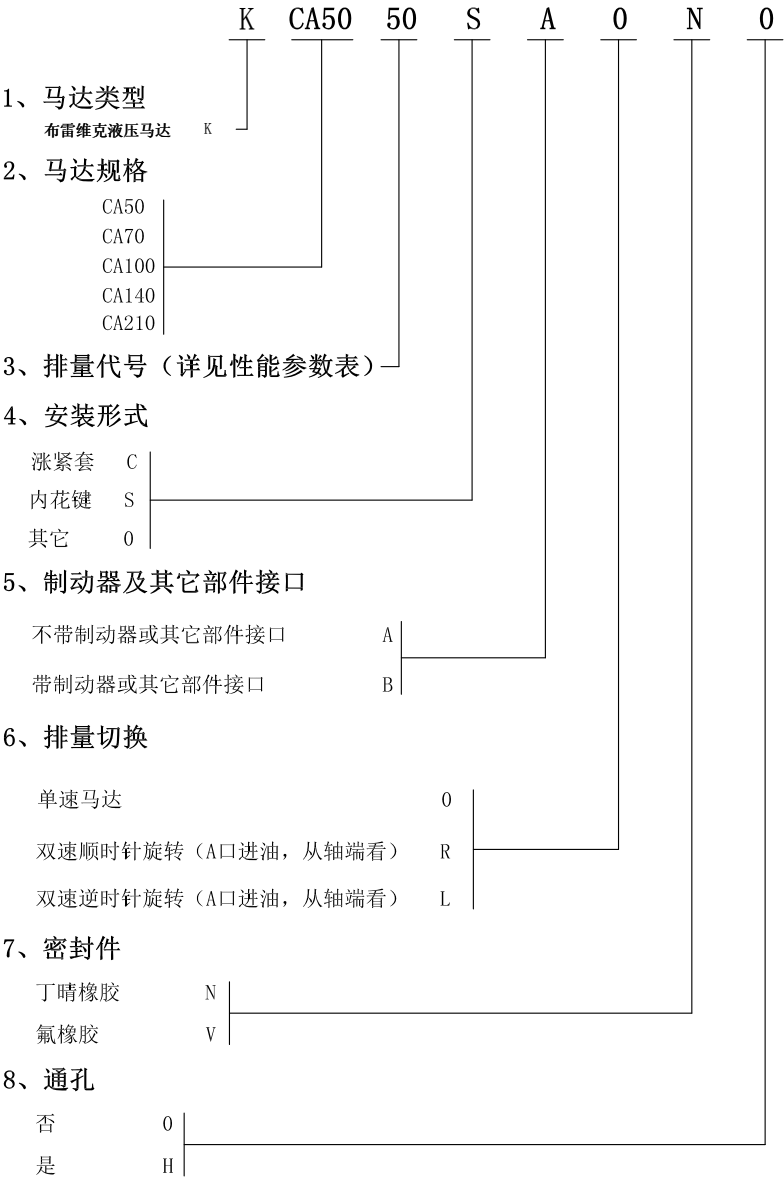 K CA50 50 S A 0 N 0
1、马达类型
布雷维克液压马达 K
2、马达规格
CA50
CA70
CA100
CA140
CA210
3、排量代号（详见性能参数表）
4、安装形式
涨紧套 C
内花键 S
其它 0
5、制动器及其它部件接口
不带制动器或其它部件接口 A
带制动器或其它部件接口 B
6、排量切换
单速马达 0
双速顺时针旋转（A口进油，从轴端看） R
双速逆时针旋转（A口进油，从轴端看） L
7、密封件
丁晴橡胶 N
氟橡胶 V
8、通孔
否 0
是 H